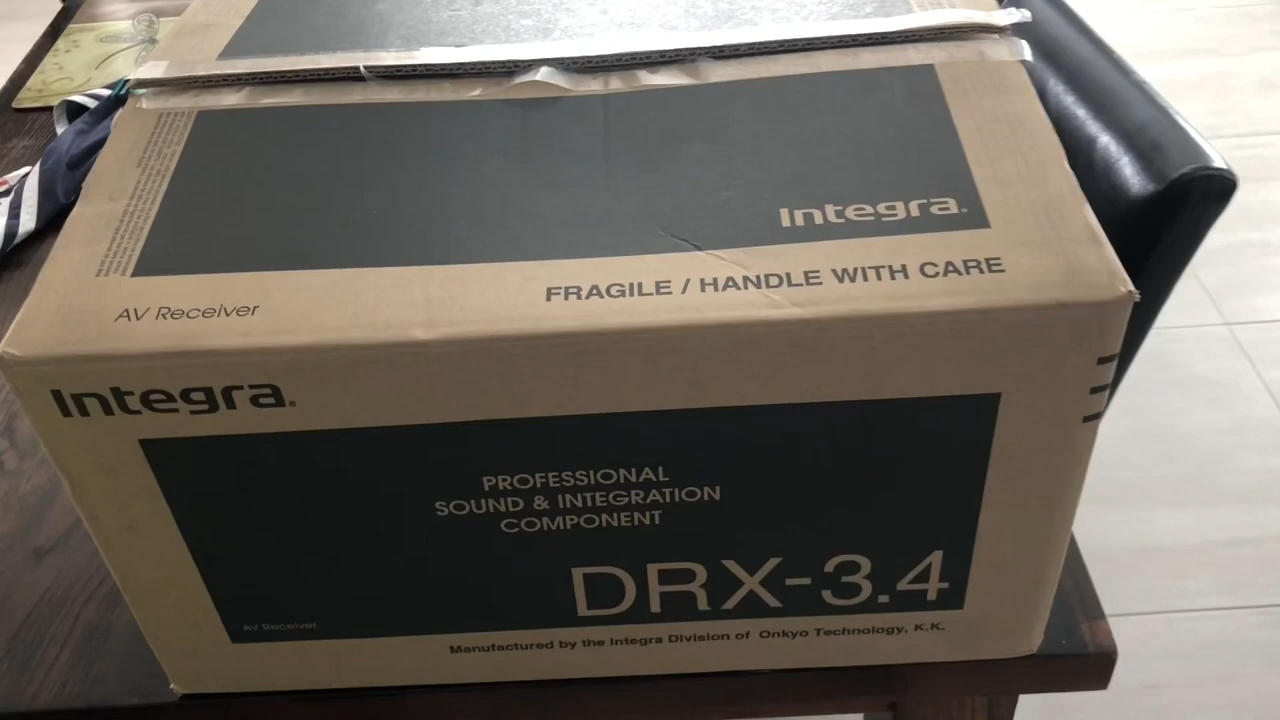 Integra.
FRAGILE / HANDLE WITH CARE
AV Receiver
Integra.
PROFESSIONAL
SOUND & INTEGRATION
COMPONENT
DRX-3.4
AV Receiver
Manufactured by the Integra Division of Onkyo Technology, K.K.